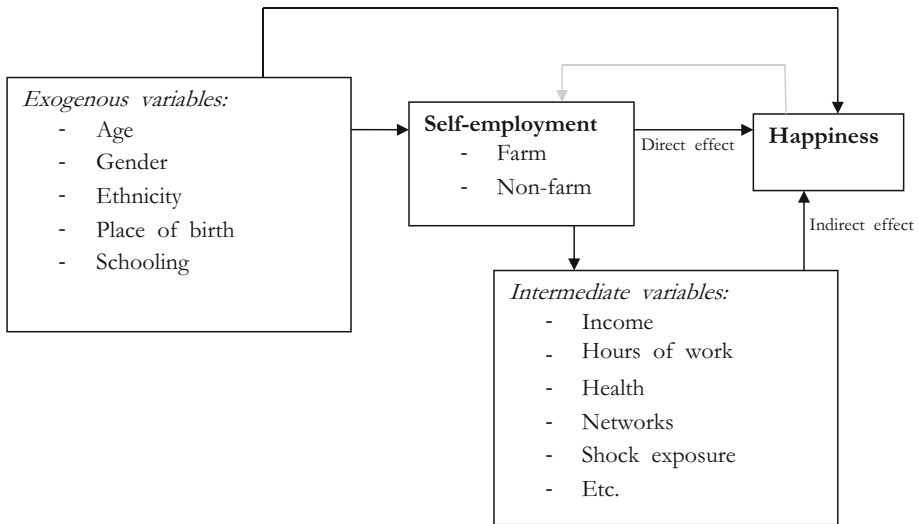 Exogenous variables:
- Age
- Gender
- Ethnicity
- Place of birth
- Schooling
Self-employment
- Farm
- Non-farm
Direct effect
Happiness
Indirect effect
Intermediate variables:
- Income
- Hours of work
- Health
- Networks
- Shock exposure
- Etc.